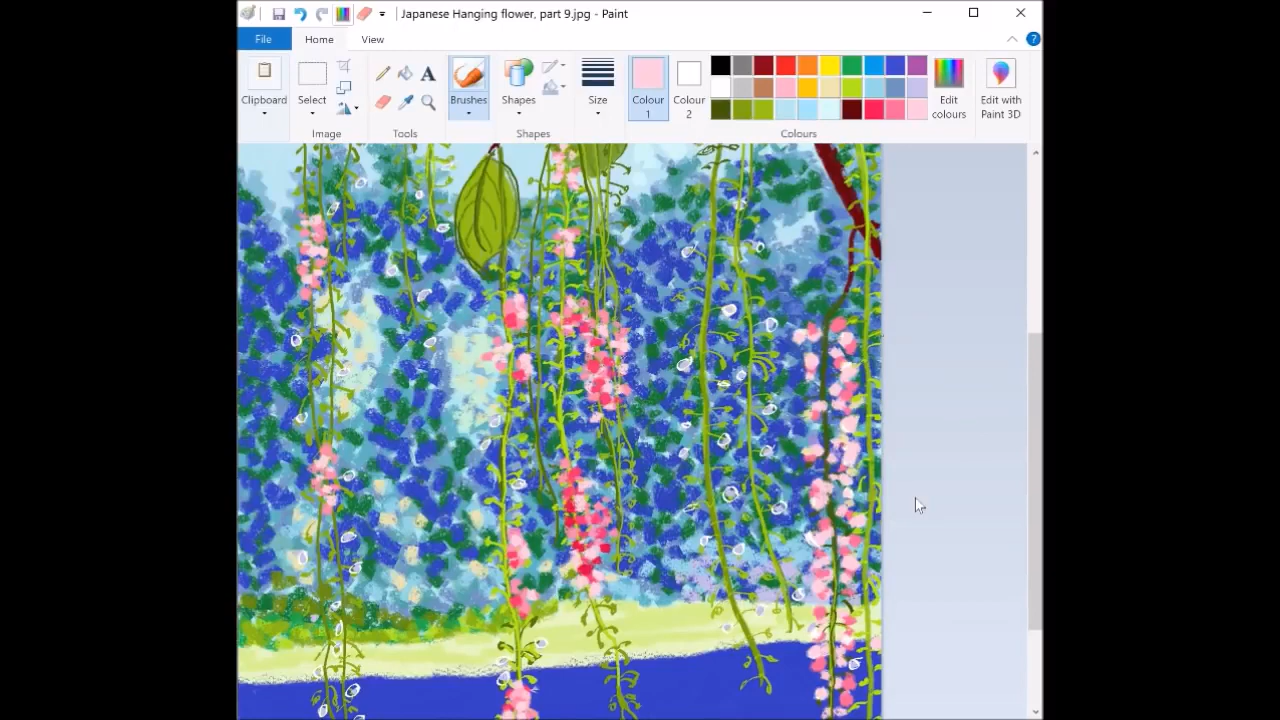 Japanese Hanging flower, part 9.jpg - Paint
File Home View
Clipboard Select Brushes Shapes Size Colour 1 Colour 2 Edit colours Edit with Paint 3D
Image Tools Shapes Colours